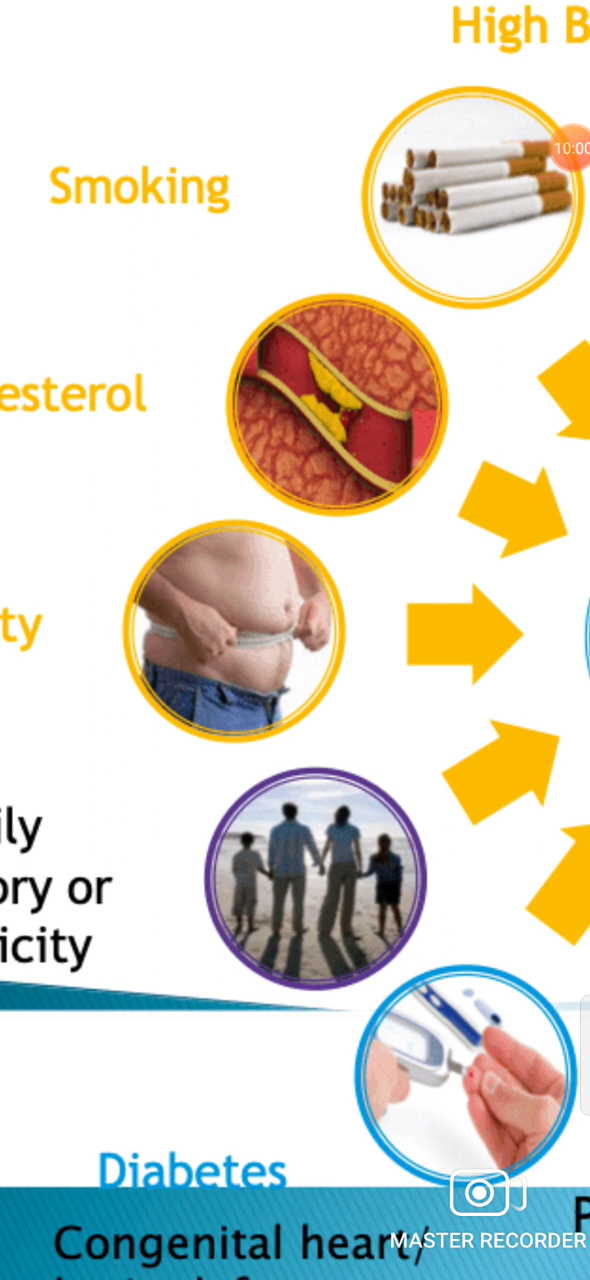 High B
10:00
Smoking
esterol
ty
ily
ory or
icity
Diabetes
P
Congenital heart/
MASTER RECORDER